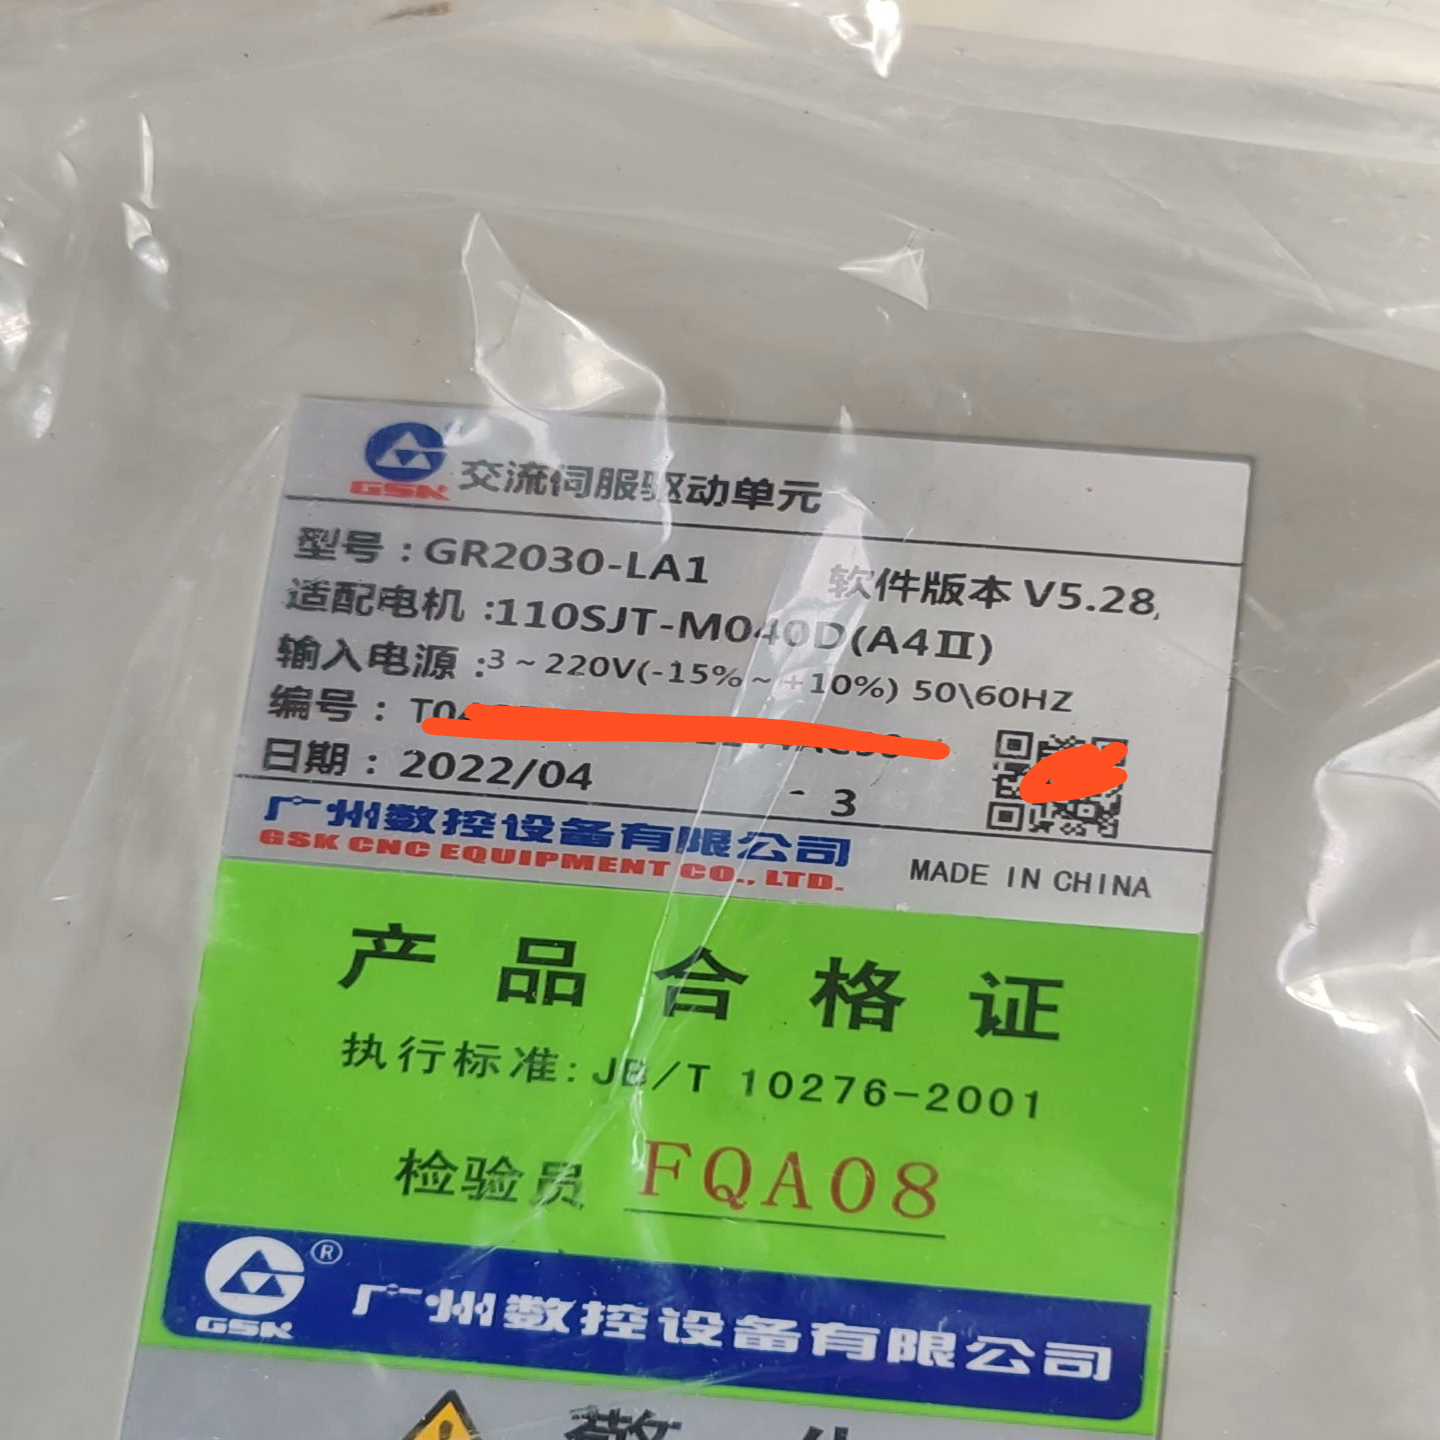 GSK 交流伺服驱动单元
型号：GR2030-LA1 软件版本 V5.28,
适配电机：110SJT-M040D(A4Ⅱ)
输入电源：3～220V(-15%～+10%) 50\60HZ
编号：
日期：2022/04 - 3
广州数控设备有限公司
GSK CNC EQUIPMENT CO., LTD.
MADE IN CHINA
产品合格证
执行标准：JB/T 10276-2001
检验员 FQA08
GSK ® 广州数控设备有限公司